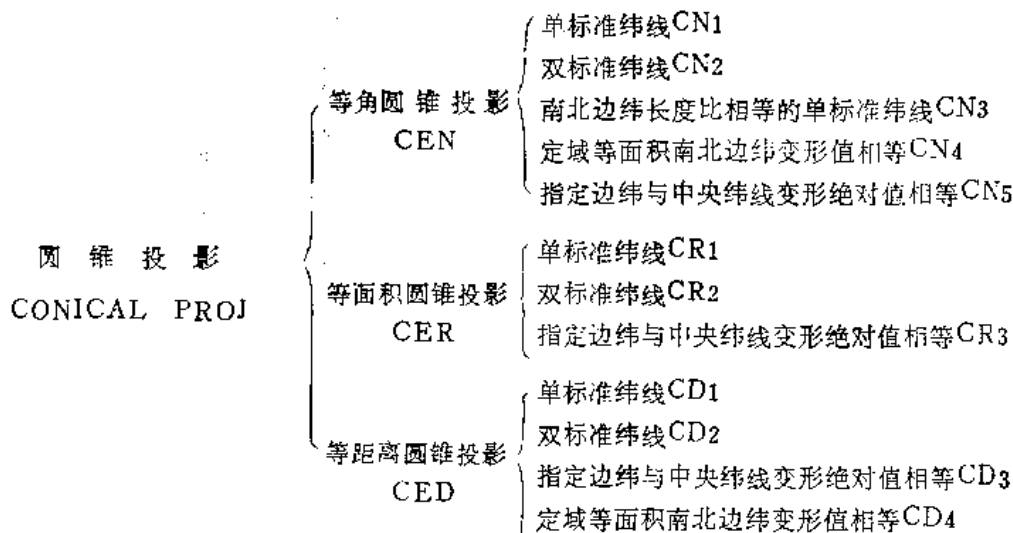 圆锥投影
CONICAL PROJ
等角圆锥投影
CEN
单标准纬线CN1
双标准纬线CN2
南北边纬长度比相等的单标准纬线CN3
定域等面积南北边纬变形值相等CN4
指定边纬与中央纬线变形绝对值相等CN5
等面积圆锥投影
CER
单标准纬线CR1
双标准纬线CR2
指定边纬与中央纬线变形绝对值相等CR3
等距离圆锥投影
CED
单标准纬线CD1
双标准纬线CD2
指定边纬与中央纬线变形绝对值相等CD3
定域等面积南北边纬变形值相等CD4